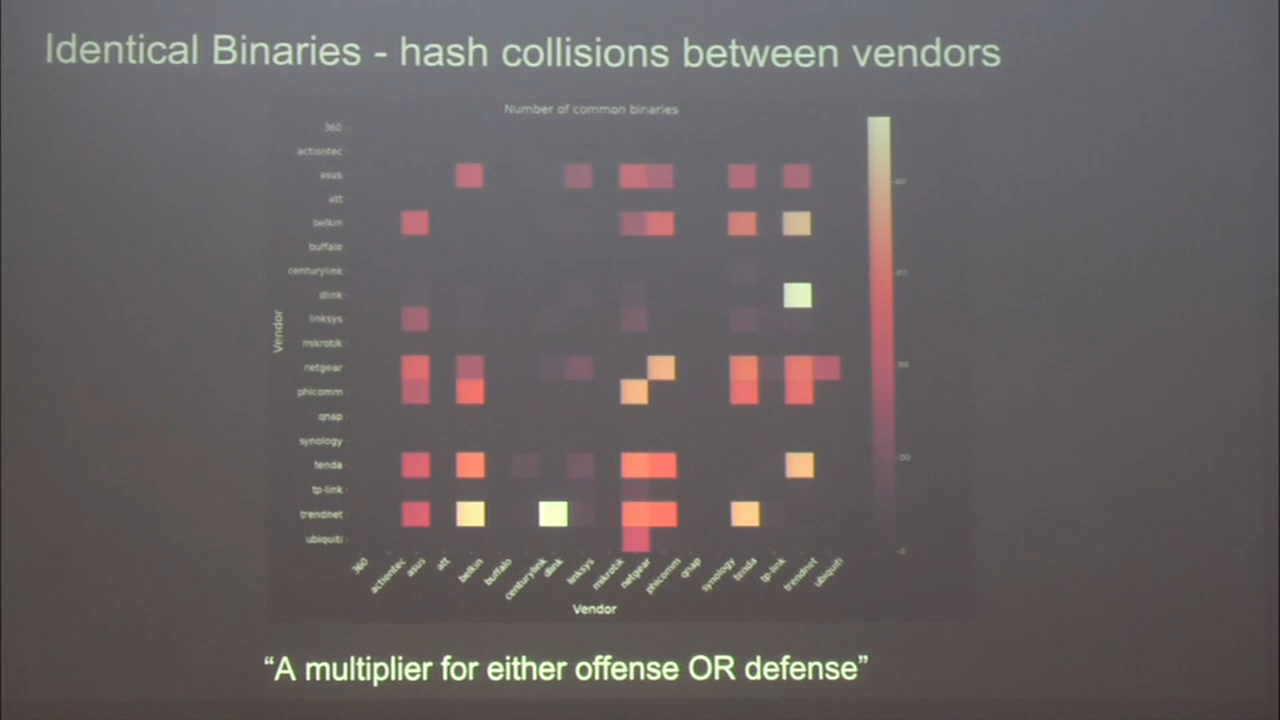 Identical Binaries - hash collisions between vendors
Number of common binaries
360
actiontec
asus
att
belkin
buffalo
centurylink
dlink
linksys
mikrotik
netgear
phicomm
qnap
synology
tenda
tp-link
trendnet
ubiquiti
Vendor
360
actiontec
asus
att
belkin
buffalo
centurylink
dlink
linksys
mikrotik
netgear
phicomm
qnap
synology
tenda
tp-link
trendnet
ubiquiti
Vendor
“A multiplier for either offense OR defense”